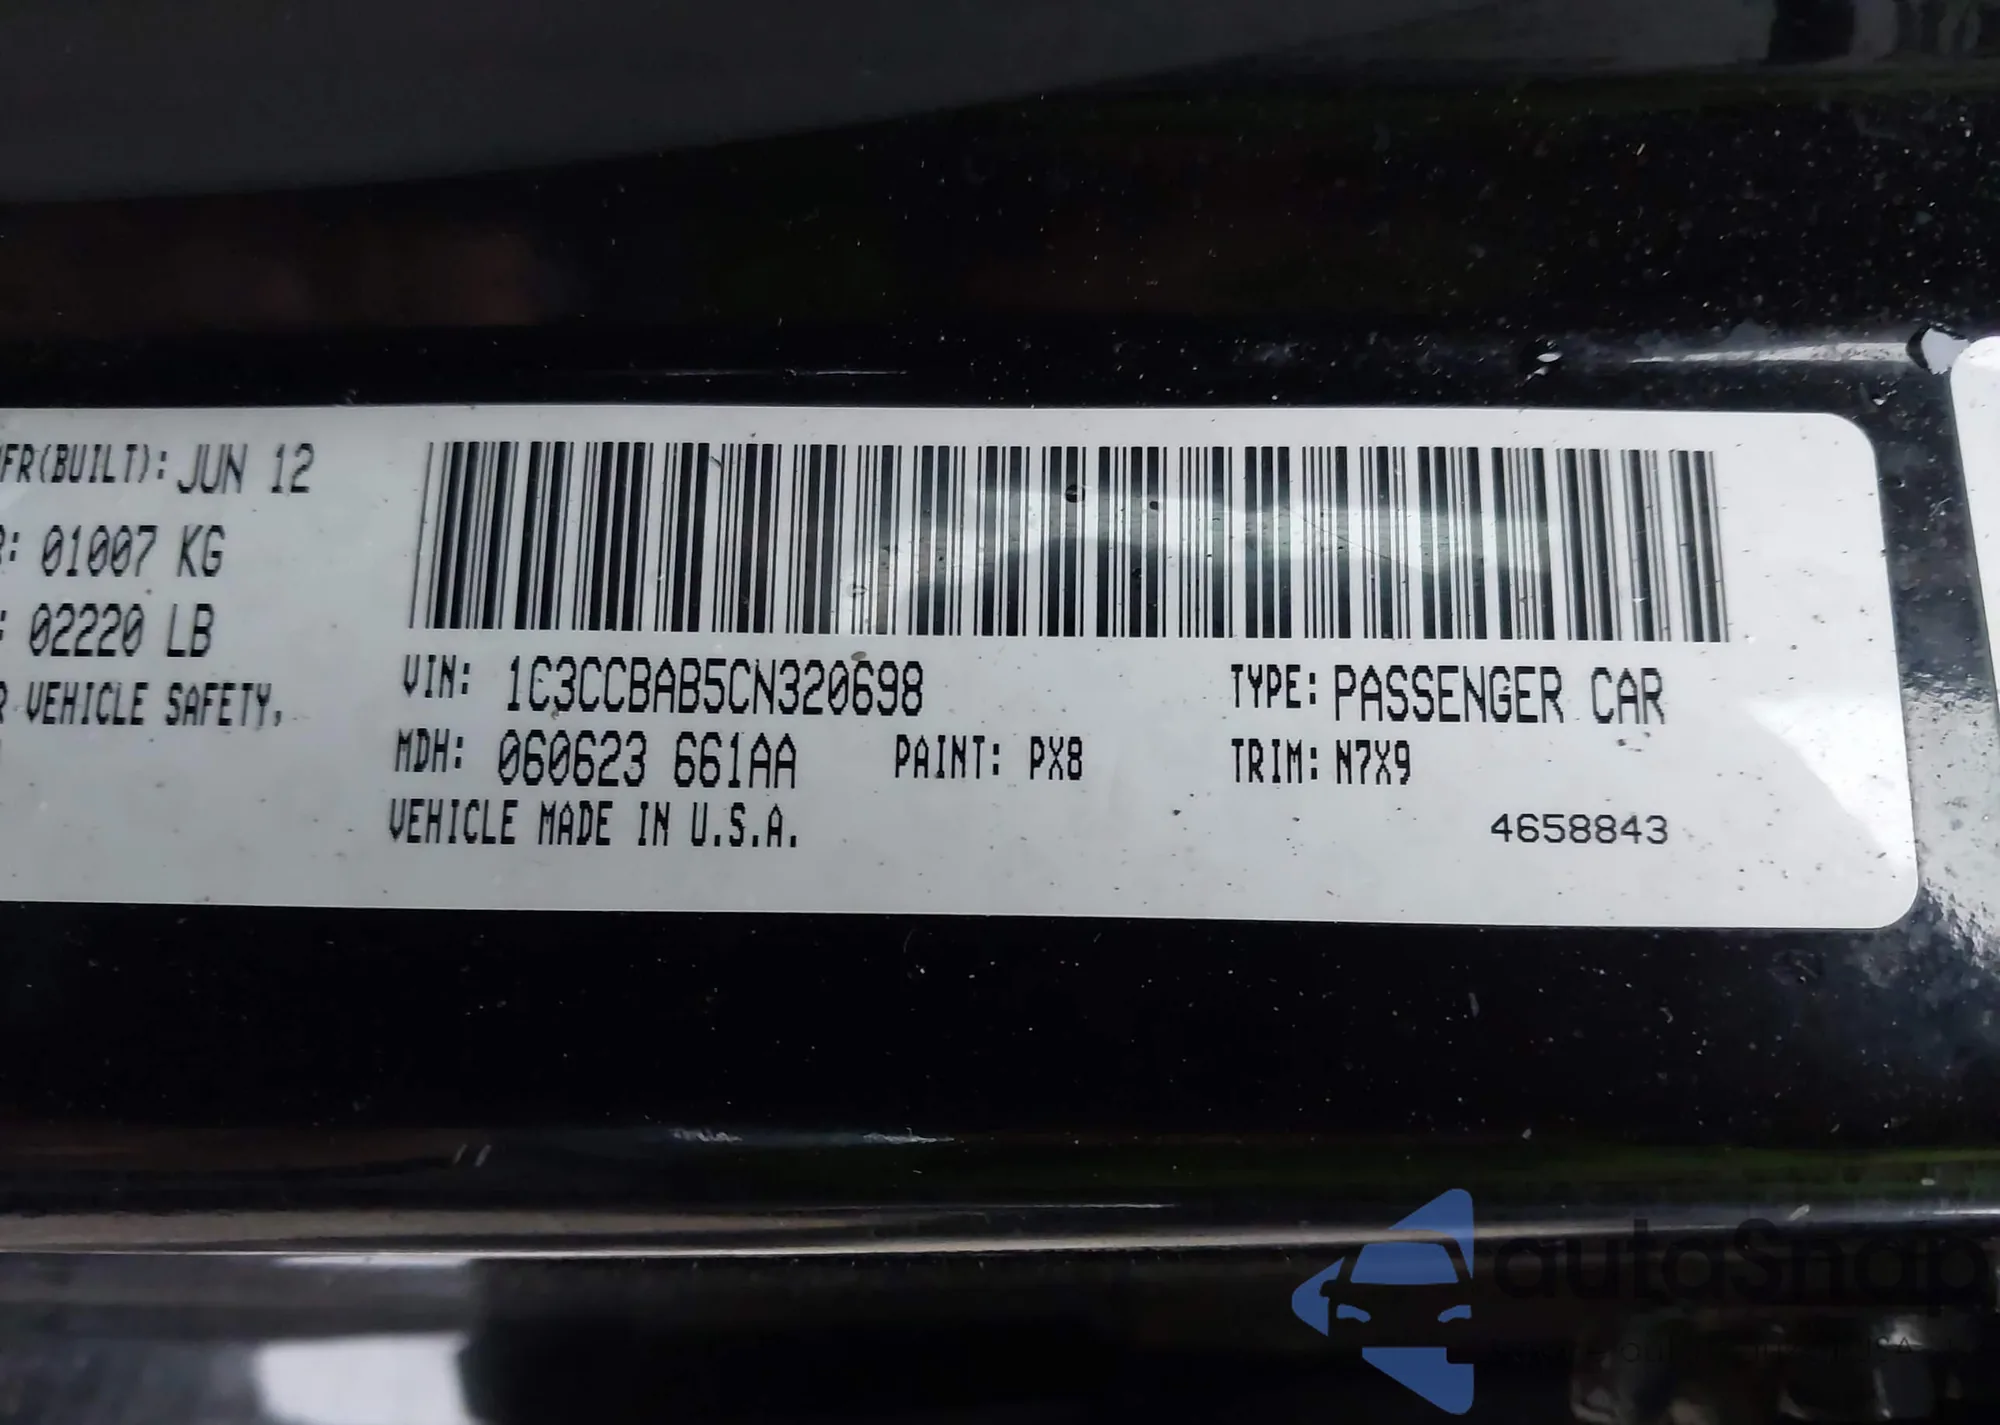 FR(BUILT): JUN 12
: 01007 KG
: 02220 LB
VEHICLE SAFETY,
VIN: 1C3CCBAB5CN320698
TYPE: PASSENGER CAR
MDH: 060623 661AA
PAINT: PX8
TRIM: N7X9
VEHICLE MADE IN U.S.A.
4658843
autoSnap